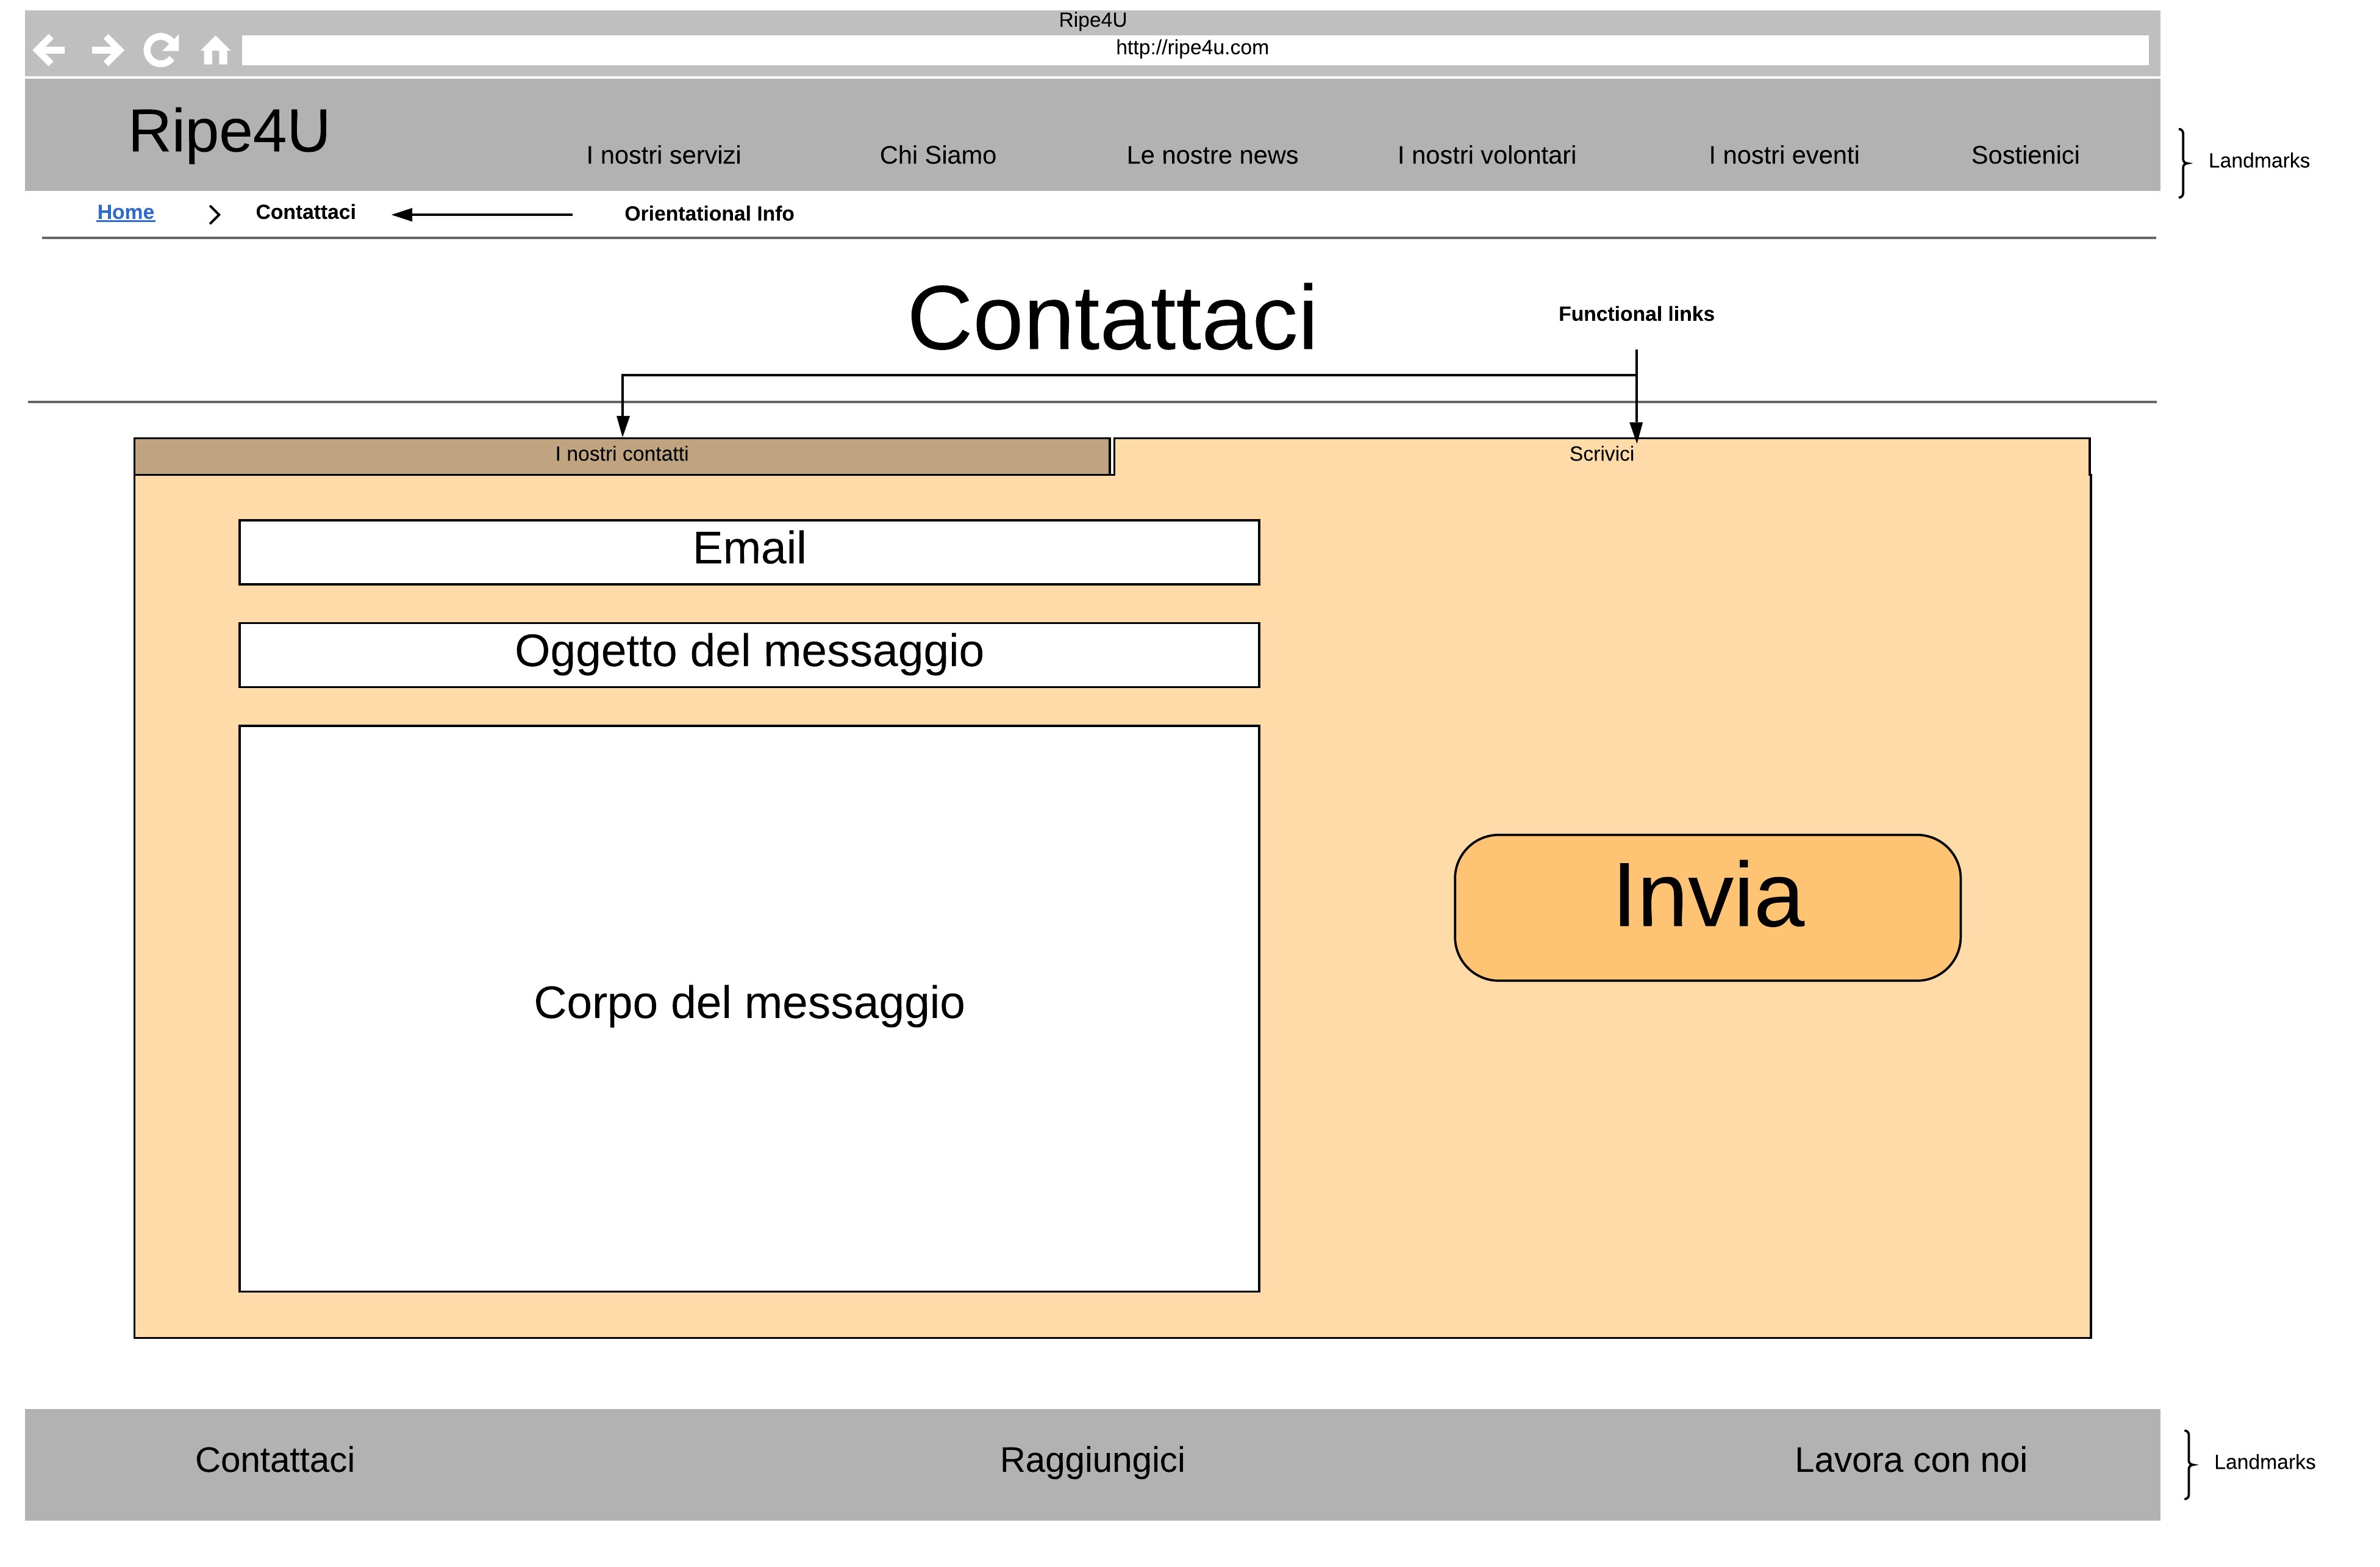 Ripe4U
http://ripe4u.com
Ripe4U
I nostri servizi
Chi Siamo
Le nostre news
I nostri volontari
I nostri eventi
Sostienici
Landmarks
Home
Contattaci
Orientational Info
Contattaci
Functional links
I nostri contatti
Scrivici
Email
Oggetto del messaggio
Corpo del messaggio
Invia
Contattaci
Raggiungici
Lavora con noi
Landmarks